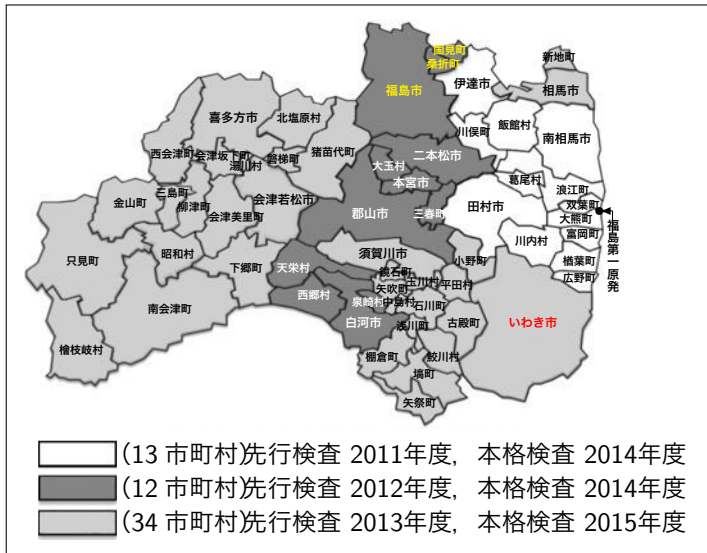 国見町
桑折町
新地町
福島市
伊達市
相馬市
喜多方市
北塩原村
川俣町
飯館村
南相馬市
西会津町
会津坂下町
湯川村
磐梯町
猪苗代町
二本松市
大玉村
本宮市
葛尾村
浪江町
双葉町
大熊町
富岡町
三島町
金山町
柳津町
会津若松市
会津美里町
郡山市
三春町
田村市
川内村
福島第一原発
楢葉町
広野町
只見町
昭和村
下郷町
天栄村
須賀川市
小野町
鏡石町
玉川村
平田村
矢吹町
西郷村
泉崎村
中島村
石川町
南会津町
白河市
浅川町
古殿町
いわき市
檜枝岐村
棚倉町
鮫川村
塙町
矢祭町
(13 市町村)先行検査 2011年度, 本格検査 2014年度
(12 市町村)先行検査 2012年度, 本格検査 2014年度
(34 市町村)先行検査 2013年度, 本格検査 2015年度